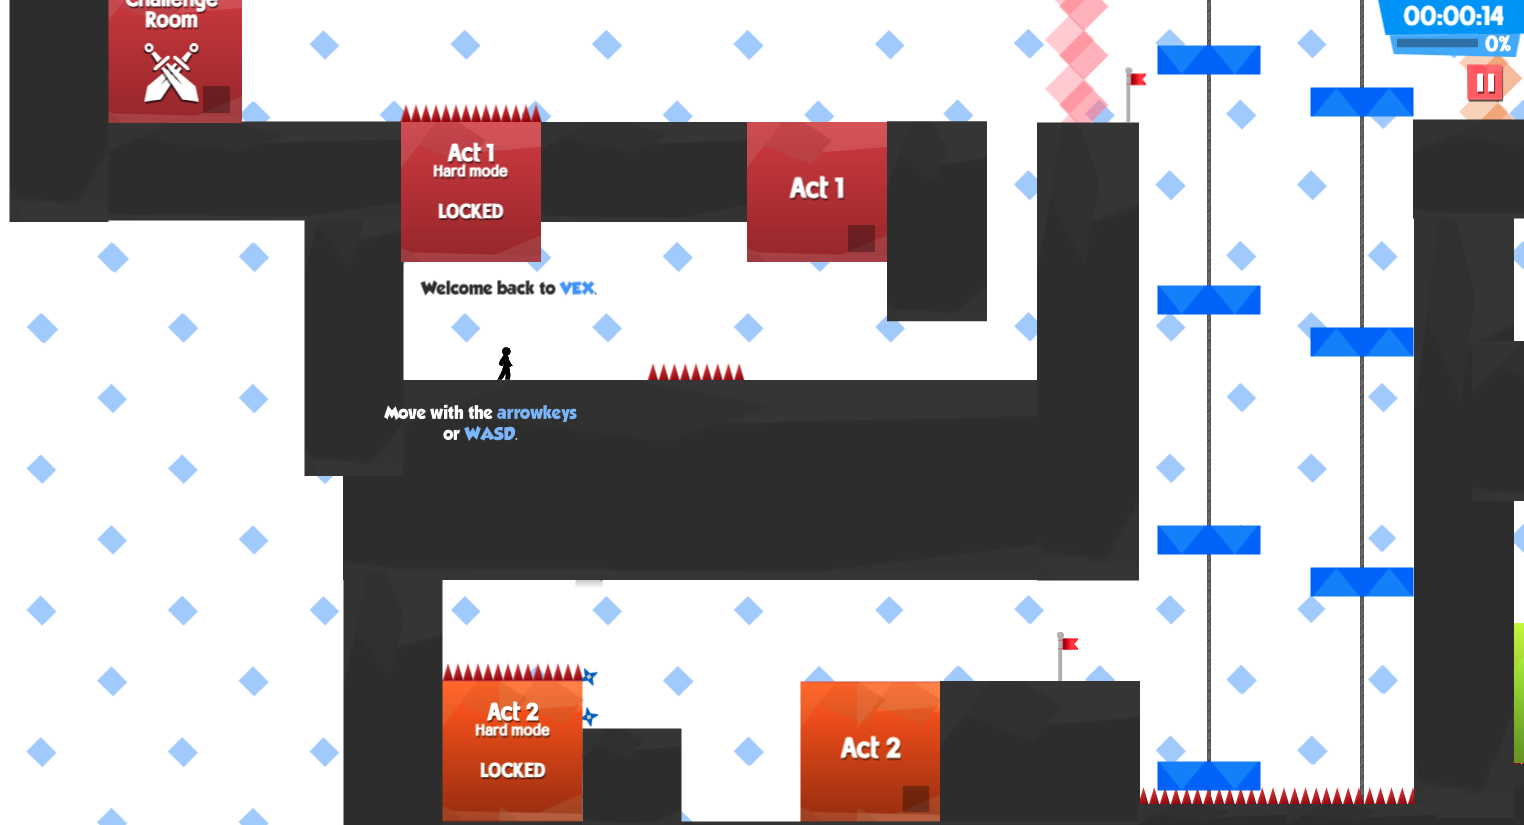 Challenge
Room
00:00:14
0%
Act 1
Hard mode
LOCKED
Act 1
Welcome back to VEX.
Move with the arrowkeys
or WASD.
Act 2
Hard mode
LOCKED
Act 2